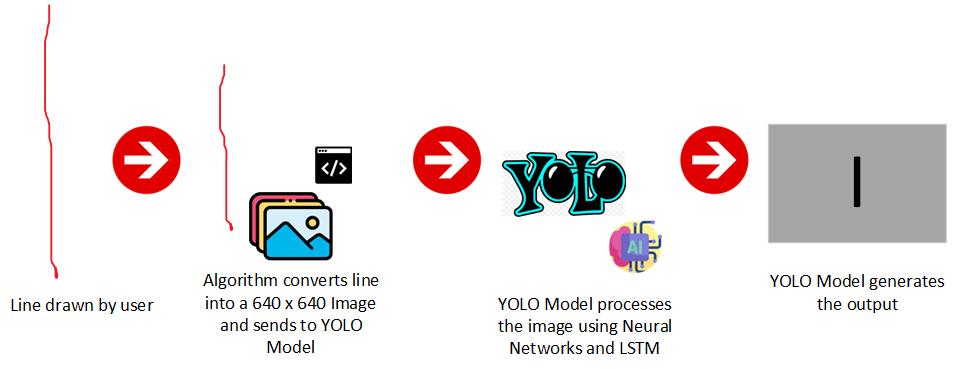 </>
YOLO
AI
Line drawn by user
Algorithm converts line
into a 640 x 640 Image
and sends to YOLO
Model
YOLO Model processes
the image using Neural
Networks and LSTM
YOLO Model generates
the output